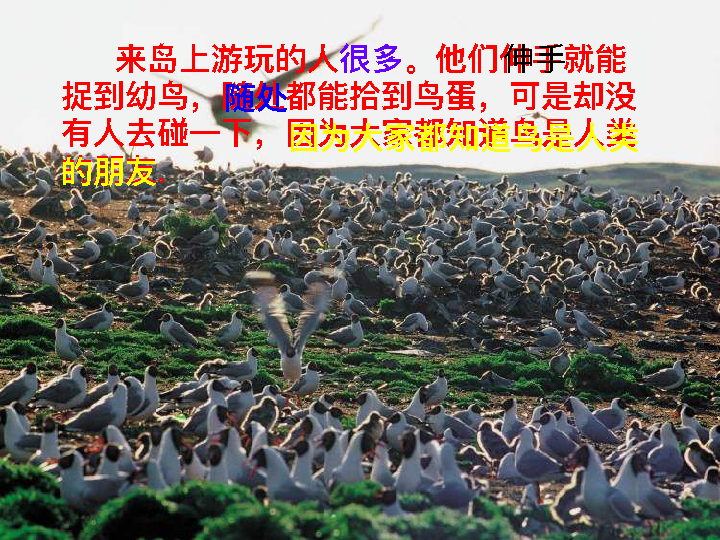 来岛上游玩的人很多。他们伸手就能
捉到幼鸟，随处都能拾到鸟蛋，可是却没
有人去碰一下，因为大家都知道鸟是人类
的朋友。